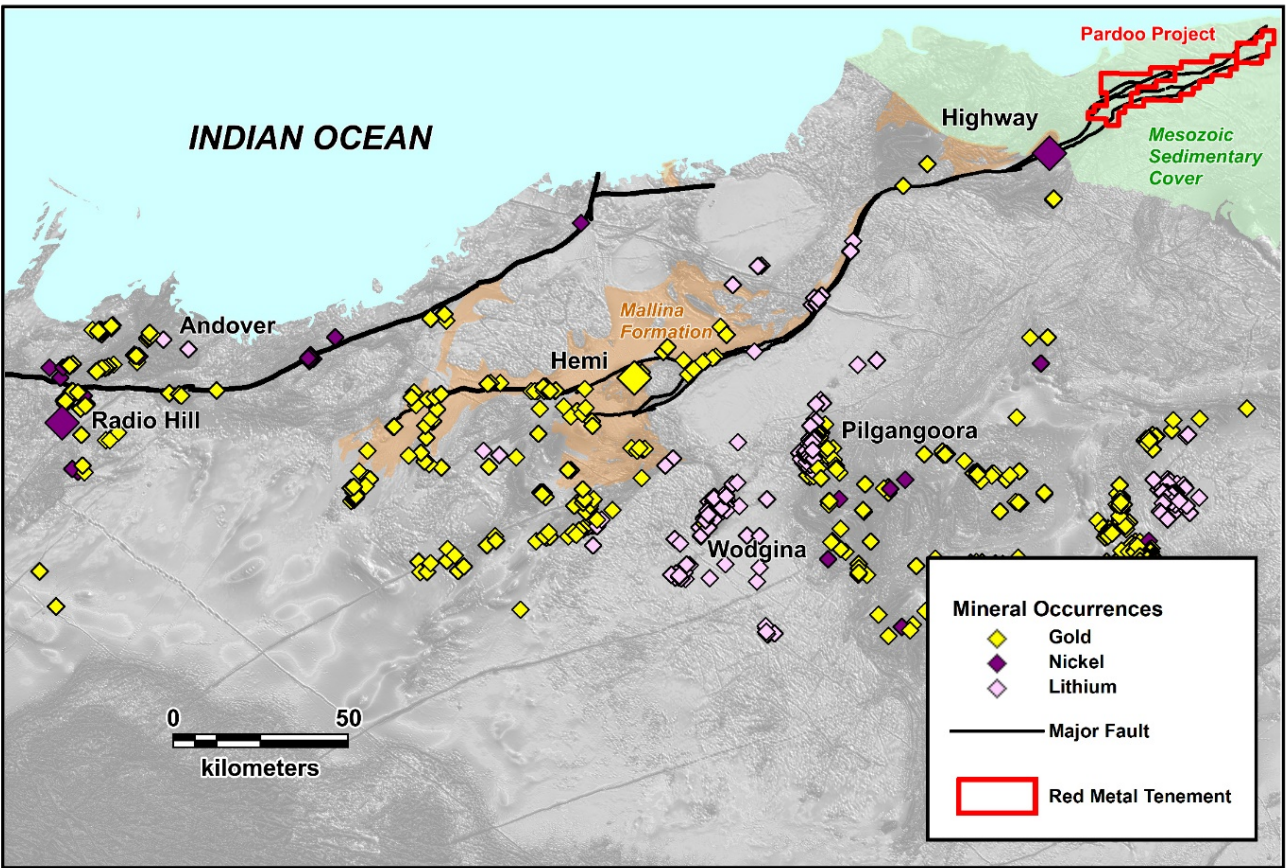 Pardoo Project
Highway
INDIAN OCEAN
Mesozoic
Sedimentary
Cover
Andover
Mallina
Formation
Hemi
Radio Hill
Pilgangoora
Wodgina
Mineral Occurrences
Gold
Nickel
Lithium
Major Fault
Red Metal Tenement
0 50
kilometers